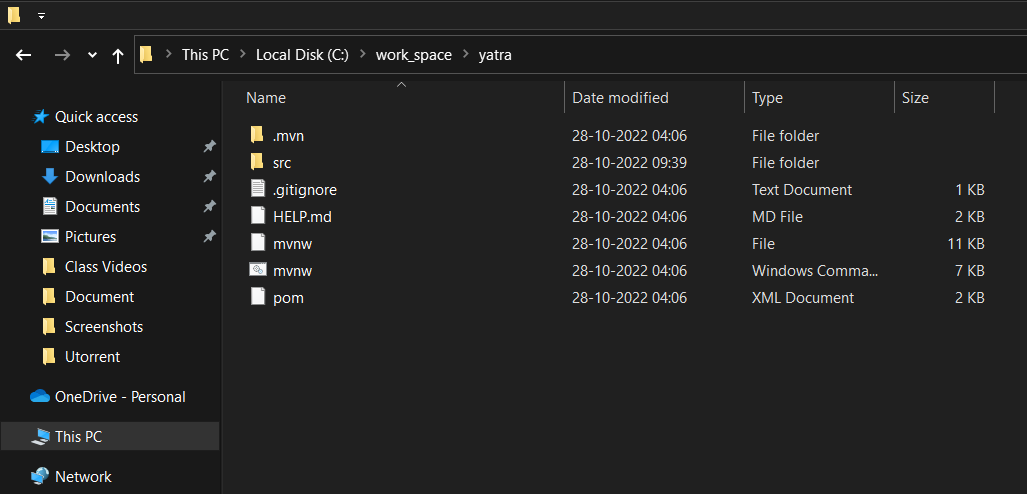 This PC Local Disk (C:) work_space yatra
Name Date modified Type Size
Quick access
Desktop
Downloads
Documents
Pictures
Class Videos
Document
Screenshots
Utorrent
OneDrive - Personal
This PC
Network
.mvn 28-10-2022 04:06 File folder
src 28-10-2022 09:39 File folder
.gitignore 28-10-2022 04:06 Text Document 1 KB
HELP.md 28-10-2022 04:06 MD File 2 KB
mvnw 28-10-2022 04:06 File 11 KB
mvnw 28-10-2022 04:06 Windows Comma... 7 KB
pom 28-10-2022 04:06 XML Document 2 KB